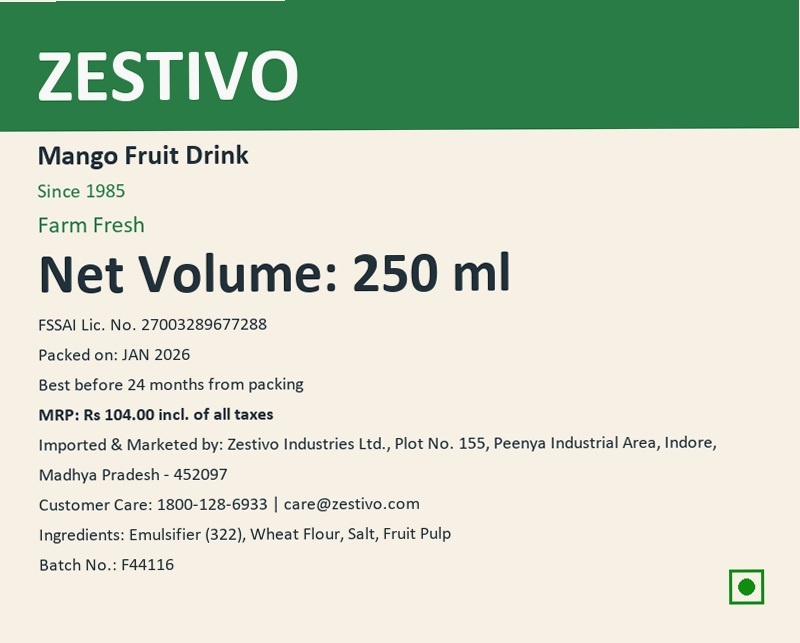 ZESTIVO
Mango Fruit Drink
Since 1985
Farm Fresh
Net Volume: 250 ml
FSSAI Lic. No. 27003289677288
Packed on: JAN 2026
Best before 24 months from packing
MRP: Rs 104.00 incl. of all taxes
Imported & Marketed by: Zestivo Industries Ltd., Plot No. 155, Peenya Industrial Area, Indore,
Madhya Pradesh - 452097
Customer Care: 1800-128-6933 | care@zestivo.com
Ingredients: Emulsifier (322), Wheat Flour, Salt, Fruit Pulp
Batch No.: F44116